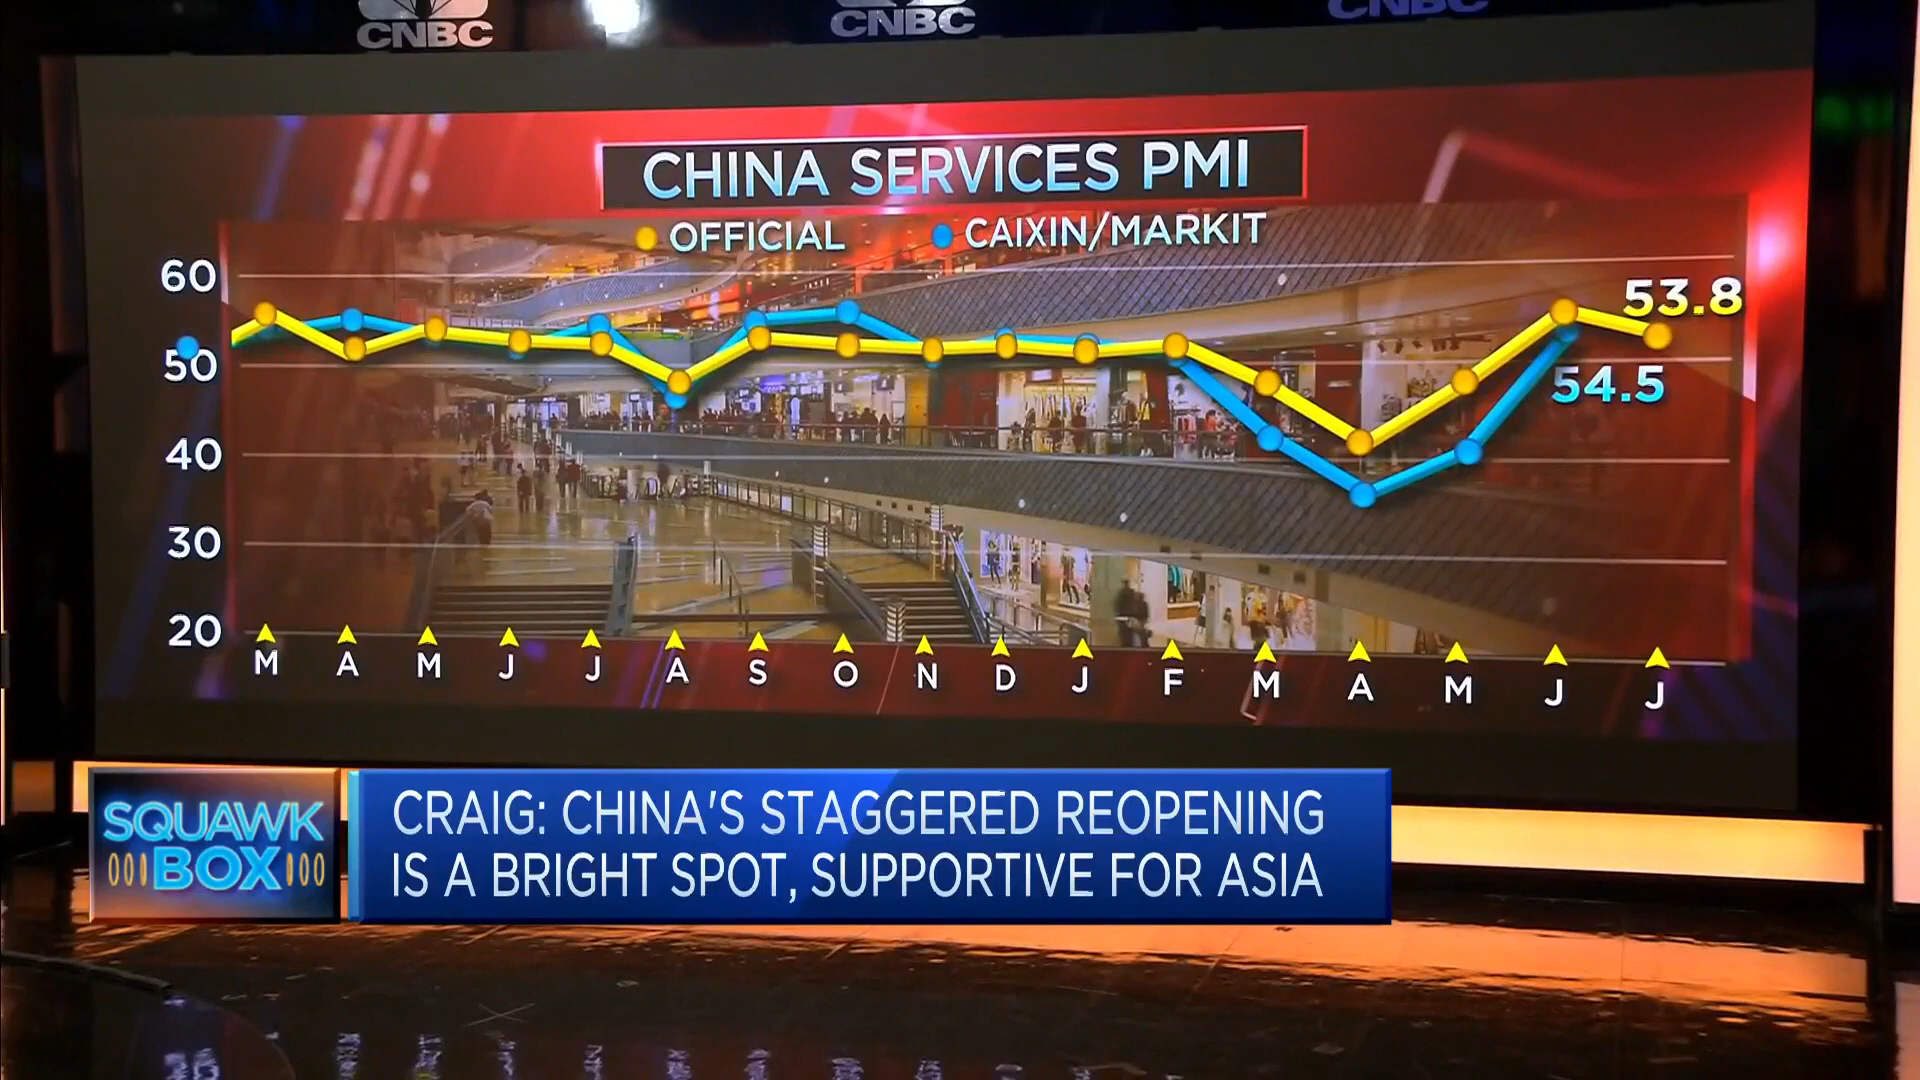 CNBC
CNBC
CNBC
CHINA SERVICES PMI
OFFICIAL
CAIXIN/MARKIT
60
50
40
30
20
53.8
54.5
M A M J J A S O N D J F M A M J J
SQUAWK
BOX
CRAIG: CHINA'S STAGGERED REOPENING
IS A BRIGHT SPOT, SUPPORTIVE FOR ASIA